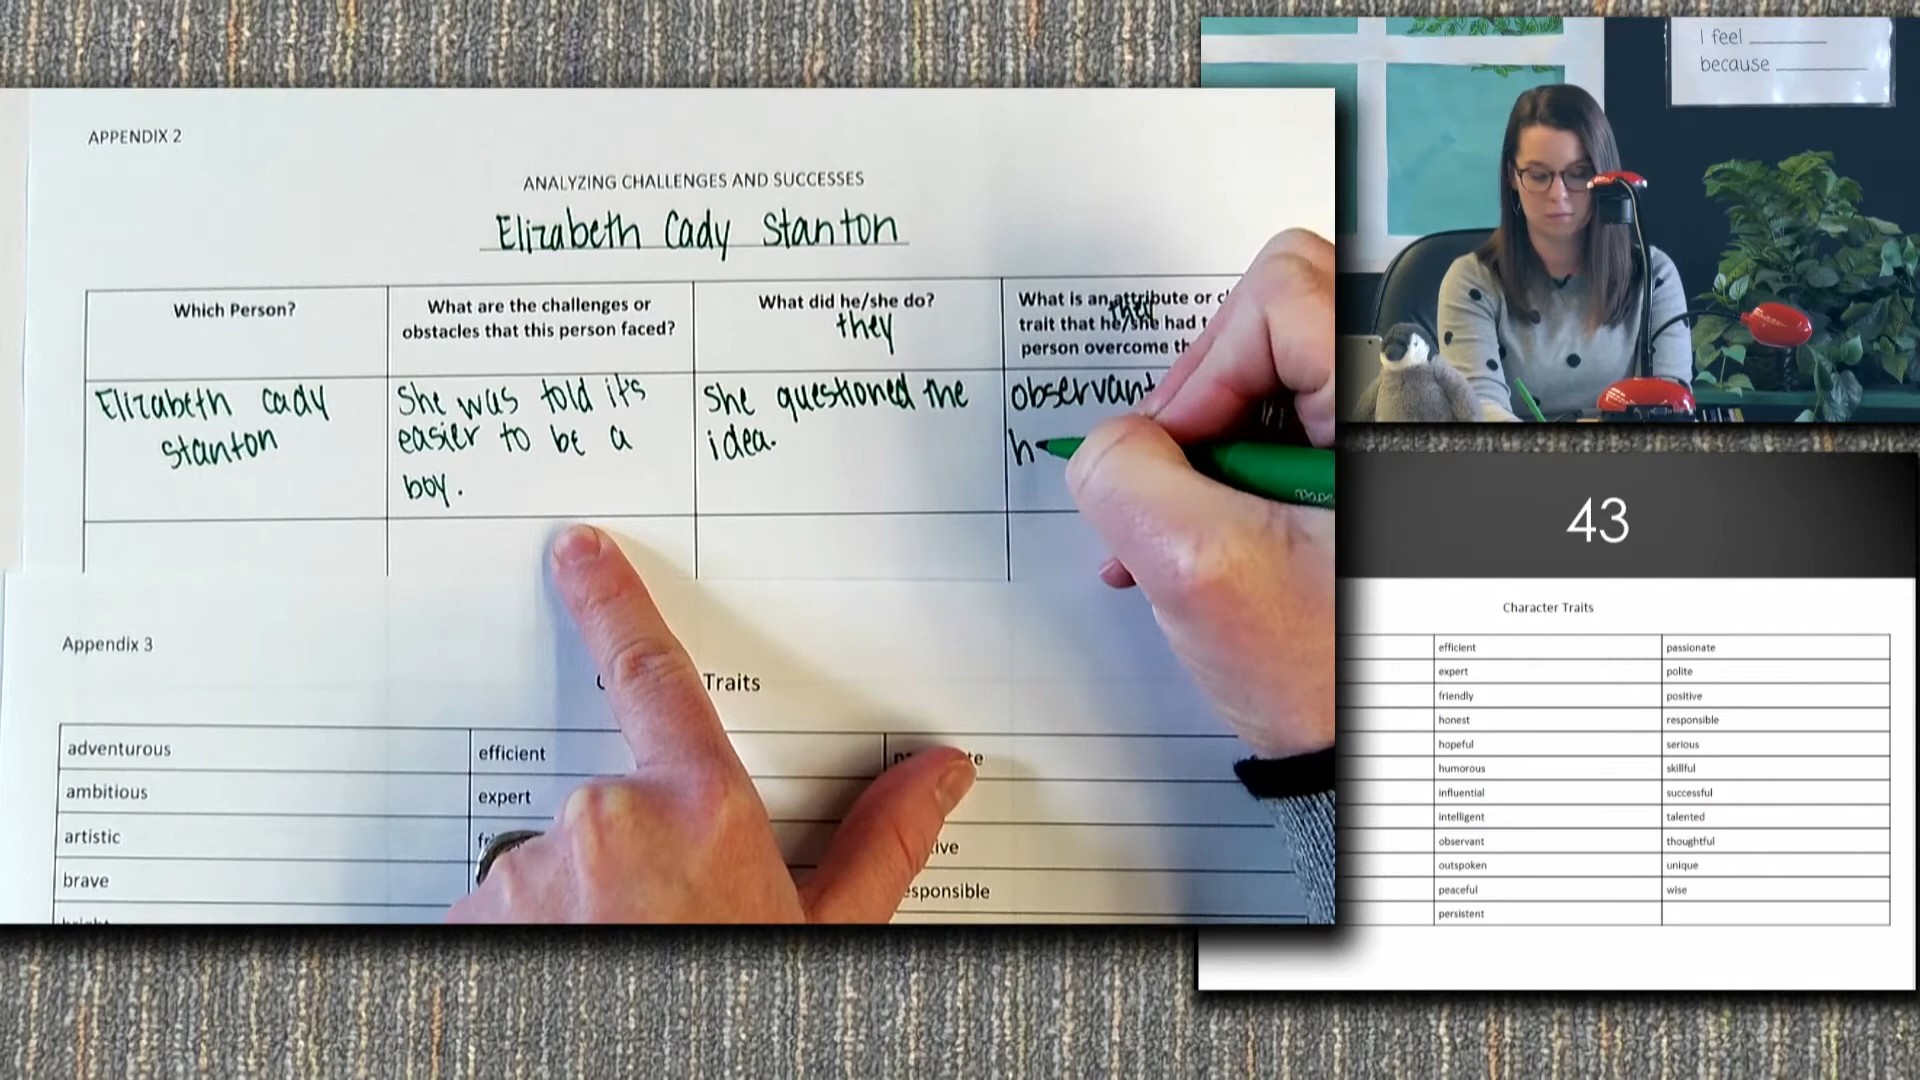 I feel
because
APPENDIX 2
ANALYZING CHALLENGES AND SUCCESSES
Elizabeth Cady Stanton
Which Person?
What are the challenges or
obstacles that this person faced?
What did he/she do?
they
What is an attribute or
trait that he/she had
they
person overcome
Elizabeth Cady
Stanton
She was told it's
easier to be a
boy.
She questioned the
idea.
observant
h
Appendix 3
Traits
adventurous
efficient
ambitious
expert
artistic
brave
43
Character Traits
efficient
passionate
expert
polite
friendly
positive
honest
responsible
hopeful
serious
humorous
skillful
influential
successful
intelligent
talented
observant
thoughtful
outspoken
unique
peaceful
wise
persistent